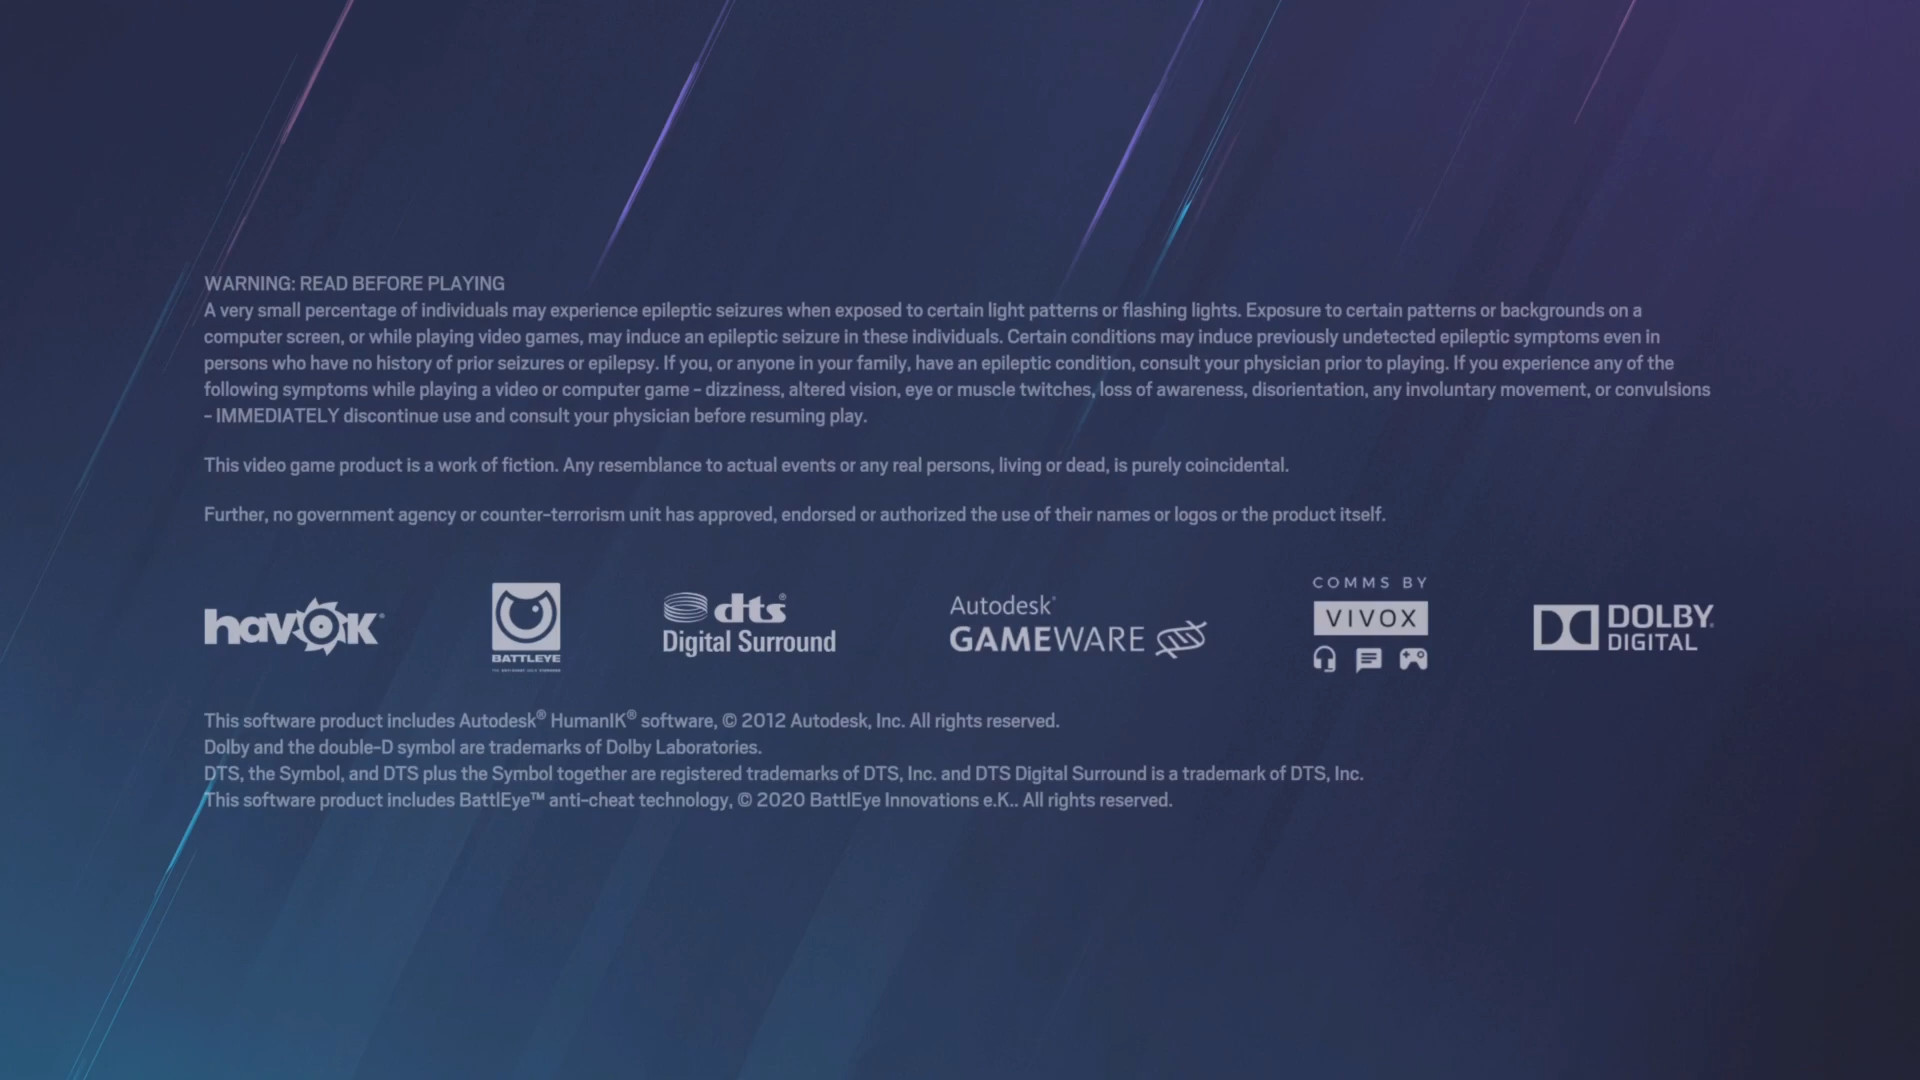 WARNING: READ BEFORE PLAYING
A very small percentage of individuals may experience epileptic seizures when exposed to certain light patterns or flashing lights. Exposure to certain patterns or backgrounds on a
computer screen, or while playing video games, may induce an epileptic seizure in these individuals. Certain conditions may induce previously undetected epileptic symptoms even in
persons who have no history of prior seizures or epilepsy. If you, or anyone in your family, have an epileptic condition, consult your physician prior to playing. If you experience any of the
following symptoms while playing a video or computer game - dizziness, altered vision, eye or muscle twitches, loss of awareness, disorientation, any involuntary movement, or convulsions
- IMMEDIATELY discontinue use and consult your physician before resuming play.
This video game product is a work of fiction. Any resemblance to actual events or any real persons, living or dead, is purely coincidental.
Further, no government agency or counter-terrorism unit has approved, endorsed or authorized the use of their names or logos or the product itself.
havok®
BATTLEYE
dts®
Digital Surround
Autodesk®
GAMEWARE
COMMS BY
VIVOX
DOLBY®
DIGITAL
This software product includes Autodesk® HumanIK® software, © 2012 Autodesk, Inc. All rights reserved.
Dolby and the double-D symbol are trademarks of Dolby Laboratories.
DTS, the Symbol, and DTS plus the Symbol together are registered trademarks of DTS, Inc. and DTS Digital Surround is a trademark of DTS, Inc.
This software product includes BattlEye™ anti-cheat technology, © 2020 BattlEye Innovations e.K.. All rights reserved.